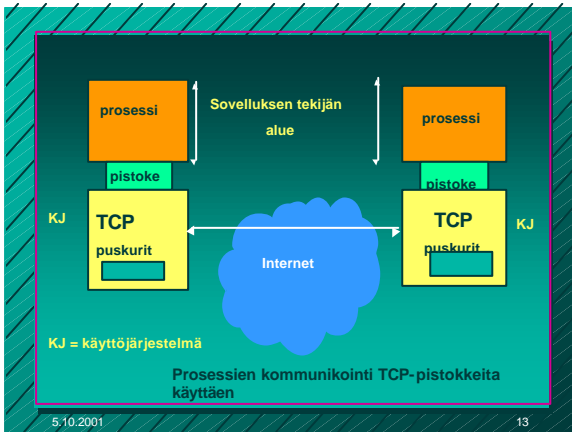 prosessi
Sovelluksen tekijän
alue
prosessi
pistoke
pistoke
KJ
TCP
puskurit
Internet
TCP
puskurit
KJ
KJ = käyttöjärjestelmä
Prosessien kommunikointi TCP-pistokkeita
käyttäen
5.10.2001
13